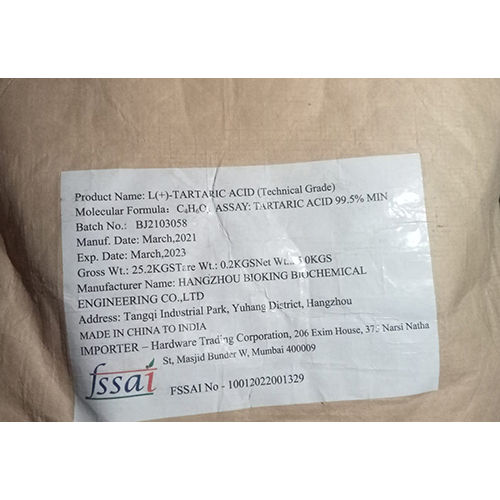 Product Name: L(+)-TARTARIC ACID (Technical Grade)
Molecular Formula: C₄H₆O₆ ASSAY: TARTARIC ACID 99.5% MIN
Batch No.: BJ2103058
Manuf. Date: March,2021
Exp. Date: March,2023
Gross Wt.: 25.2KGSTare Wt.: 0.2KGSNet Wt.:
Manufacturer Name: HANGZHOU BIOKING BIOCHEMICAL
ENGINEERING CO.,LTD
Address: Tangqi Industrial Park, Yuhang District, Hangzhou
MADE IN CHINA TO INDIA
IMPORTER – Hardware Trading Corporation, 206 Exim House, Narsi Natha
St, Masjid Bunder W, Mumbai 400009
fssai
FSSAI No - 10012022001329